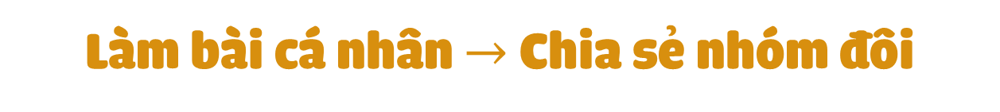 Làm bài cá nhân → Chia sẻ nhóm đôi